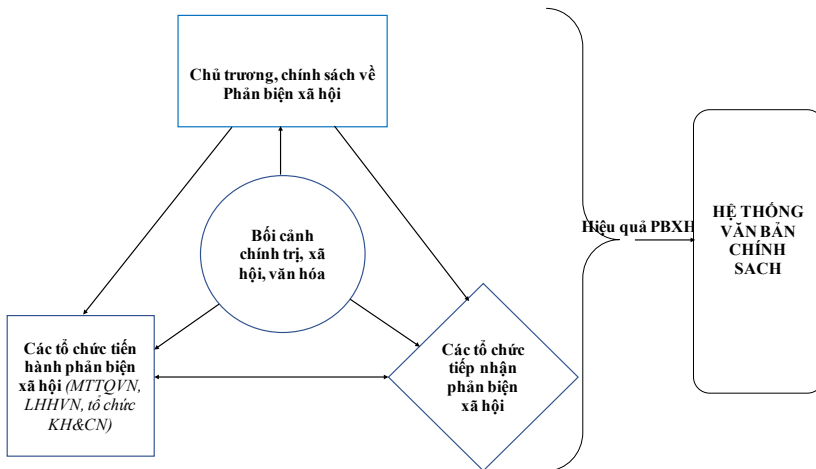 Chủ trương, chính sách về
Phản biện xã hội
Bối cảnh
chính trị, xã
hội, văn hóa
Các tổ chức tiến
hành phản biện
xã hội (MTTQVN,
LHHVN, tổ chức
KH&CN)
Các tổ chức
tiếp nhận
phản biện
xã hội
Hiệu quả PBXH
HỆ THỐNG
VĂN BẢN
CHÍNH
SACH